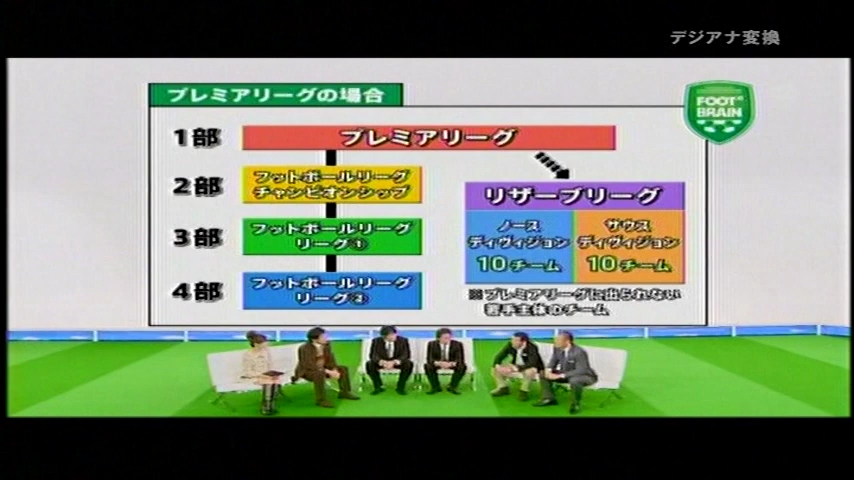 デジアナ変換
プレミアリーグの場合
FOOT×
BRAIN
1部
プレミアリーグ
2部
フットボールリーグ
チャンピオンシップ
リザーブリーグ
3部
フットボールリーグ
リーグ①
ノース
ディヴィジョン
10チーム
サウス
ディヴィジョン
10チーム
4部
フットボールリーグ
リーグ②
※プレミアリーグに出られない
若手主体のチーム